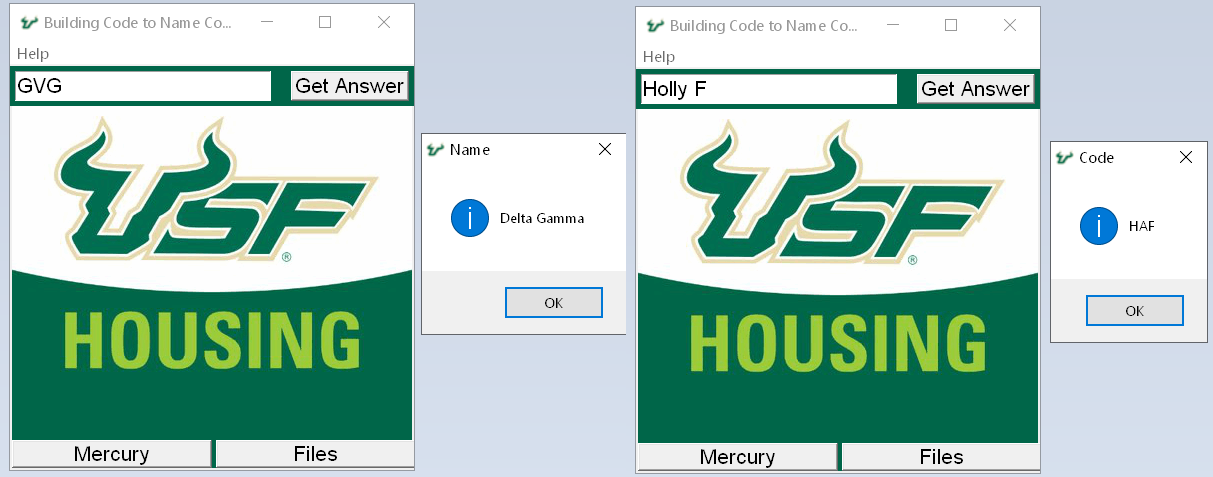 Building Code to Name Co...
Help
GVG
Get Answer
USF
®
HOUSING
Mercury
Files
Name
Delta Gamma
OK
Building Code to Name Co...
Help
Holly F
Get Answer
USF
®
HOUSING
Mercury
Files
Code
HAF
OK